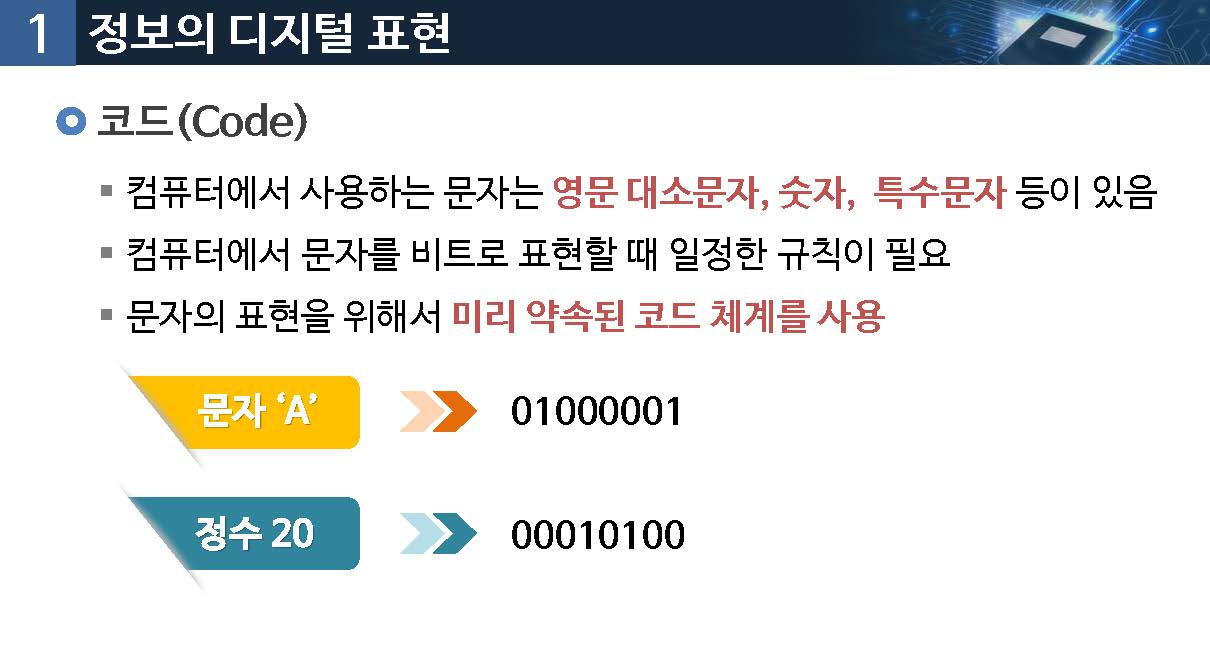 1 정보의 디지털 표현
코드(Code)
컴퓨터에서 사용하는 문자는 영문 대소문자, 숫자, 특수문자 등이 있음
컴퓨터에서 문자를 비트로 표현할 때 일정한 규칙이 필요
문자의 표현을 위해서 미리 약속된 코드 체계를 사용
문자 ‘A’ 01000001
정수 20 00010100